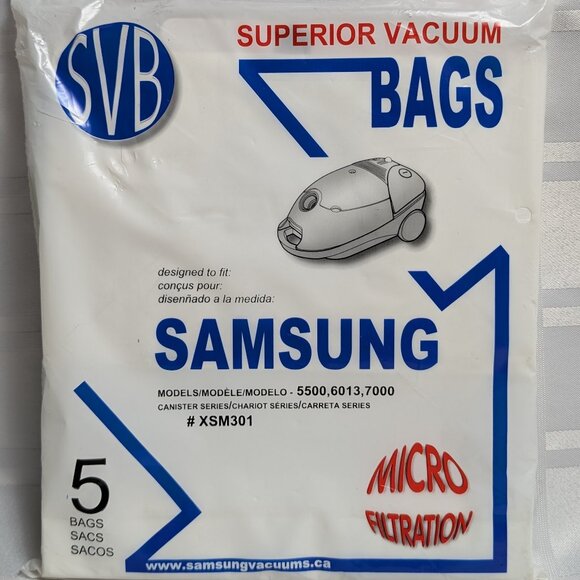 SVB
SUPERIOR VACUUM
BAGS
designed to fit:
conçus pour:
disenñado a la medida:
SAMSUNG
MODELS/MODÈLE/MODELO - 5500,6013,7000
CANISTER SERIES/CHARIOT SÉRIES/CARRETA SERIES
# XSM301
5
BAGS
SACS
SACOS
MICRO
FILTRATION
www.samsungvacuums.ca